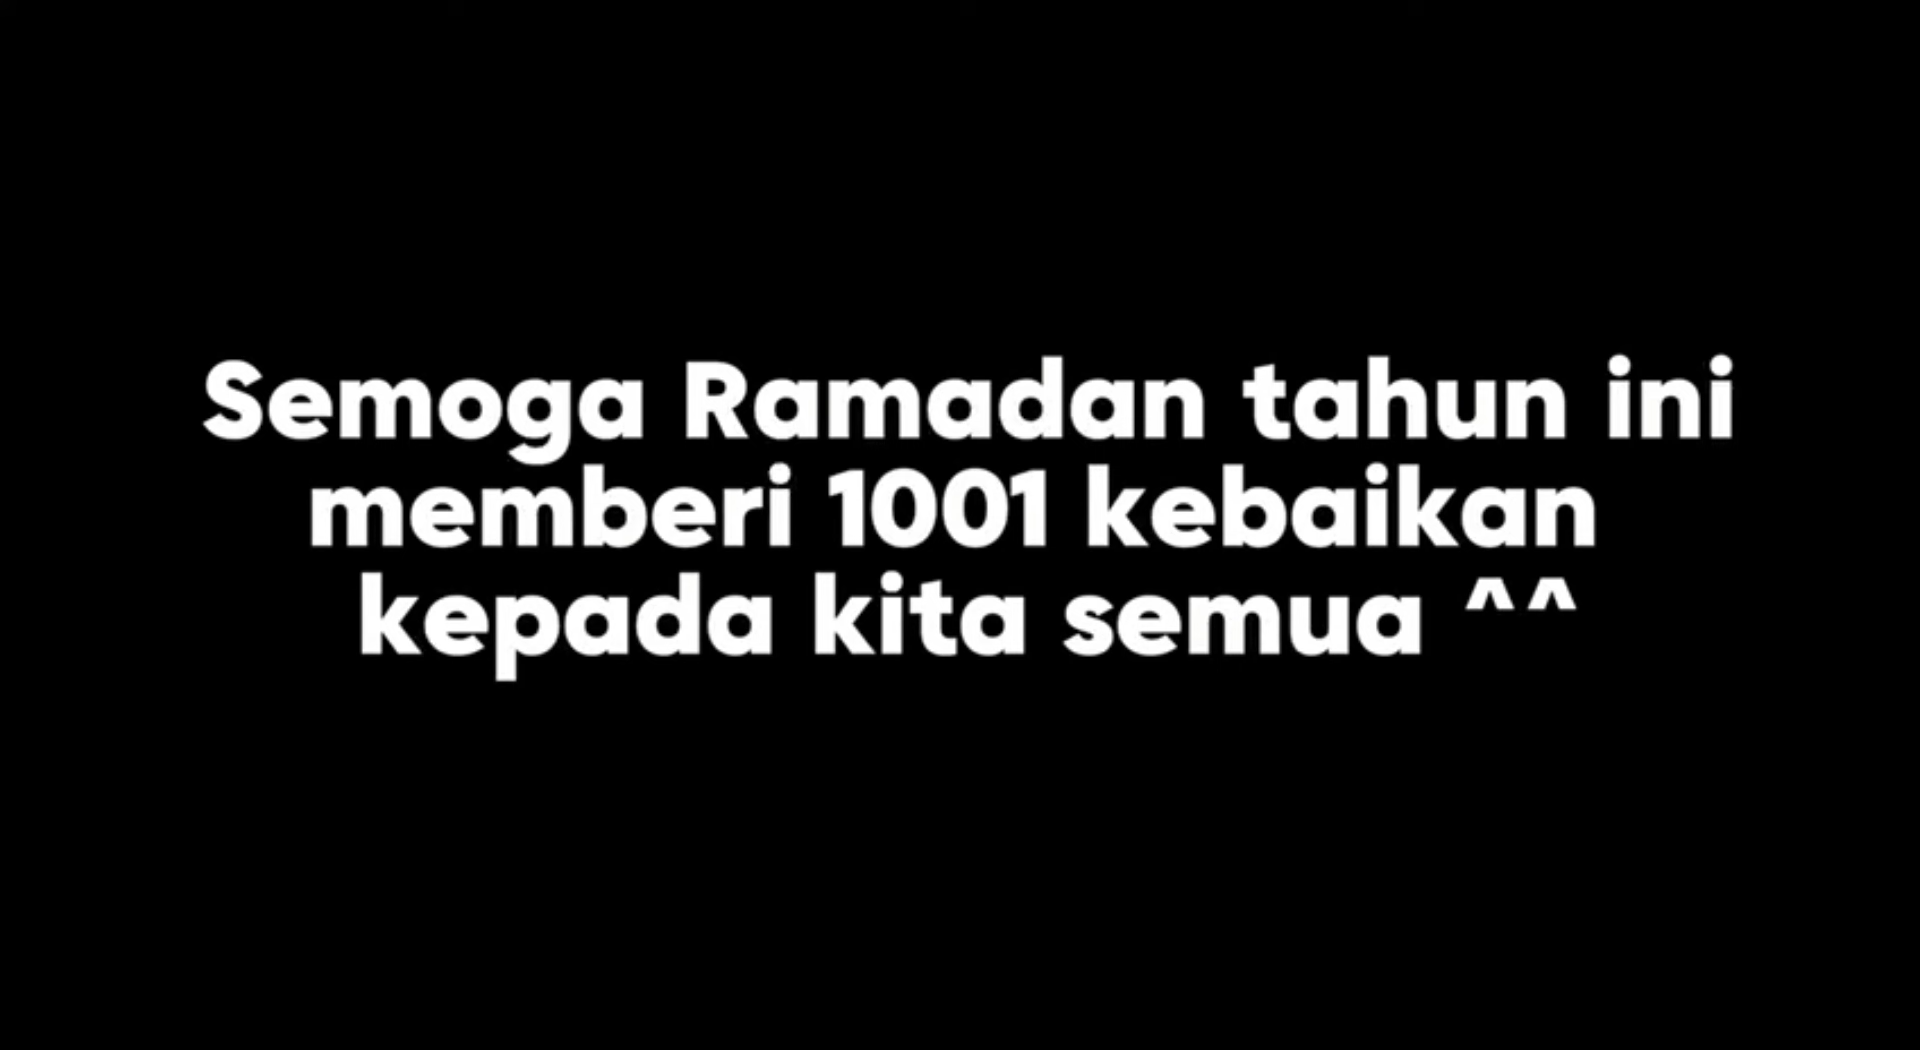 Semoga Ramadan tahun ini
memberi 1001 kebaikan
kepada kita semua ^^